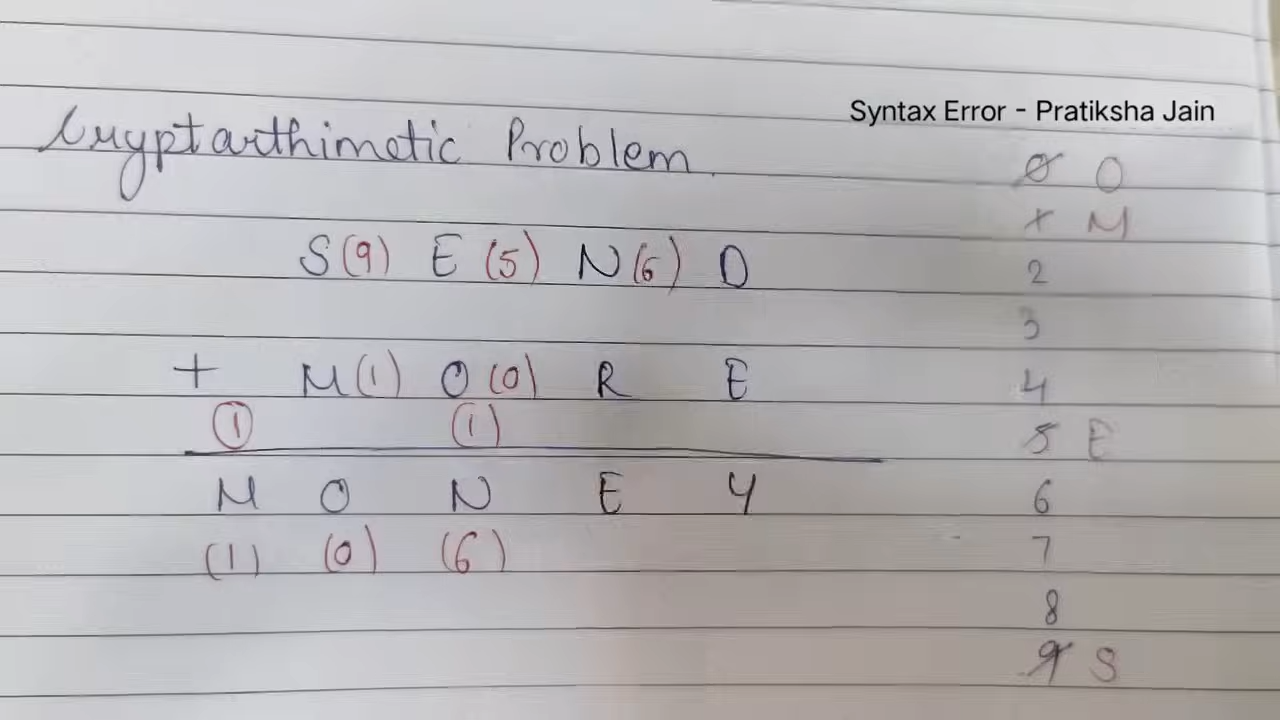 Syntax Error - Pratiksha Jain
Cryptarthimetic Problem
S(9) E(5) N(6) D
+ M(1) O(0) R E
(1) (1)
M O N E Y
(1) (0) (6)
0 O
1 M
2
3
4
5 E
6
7
8
9 S